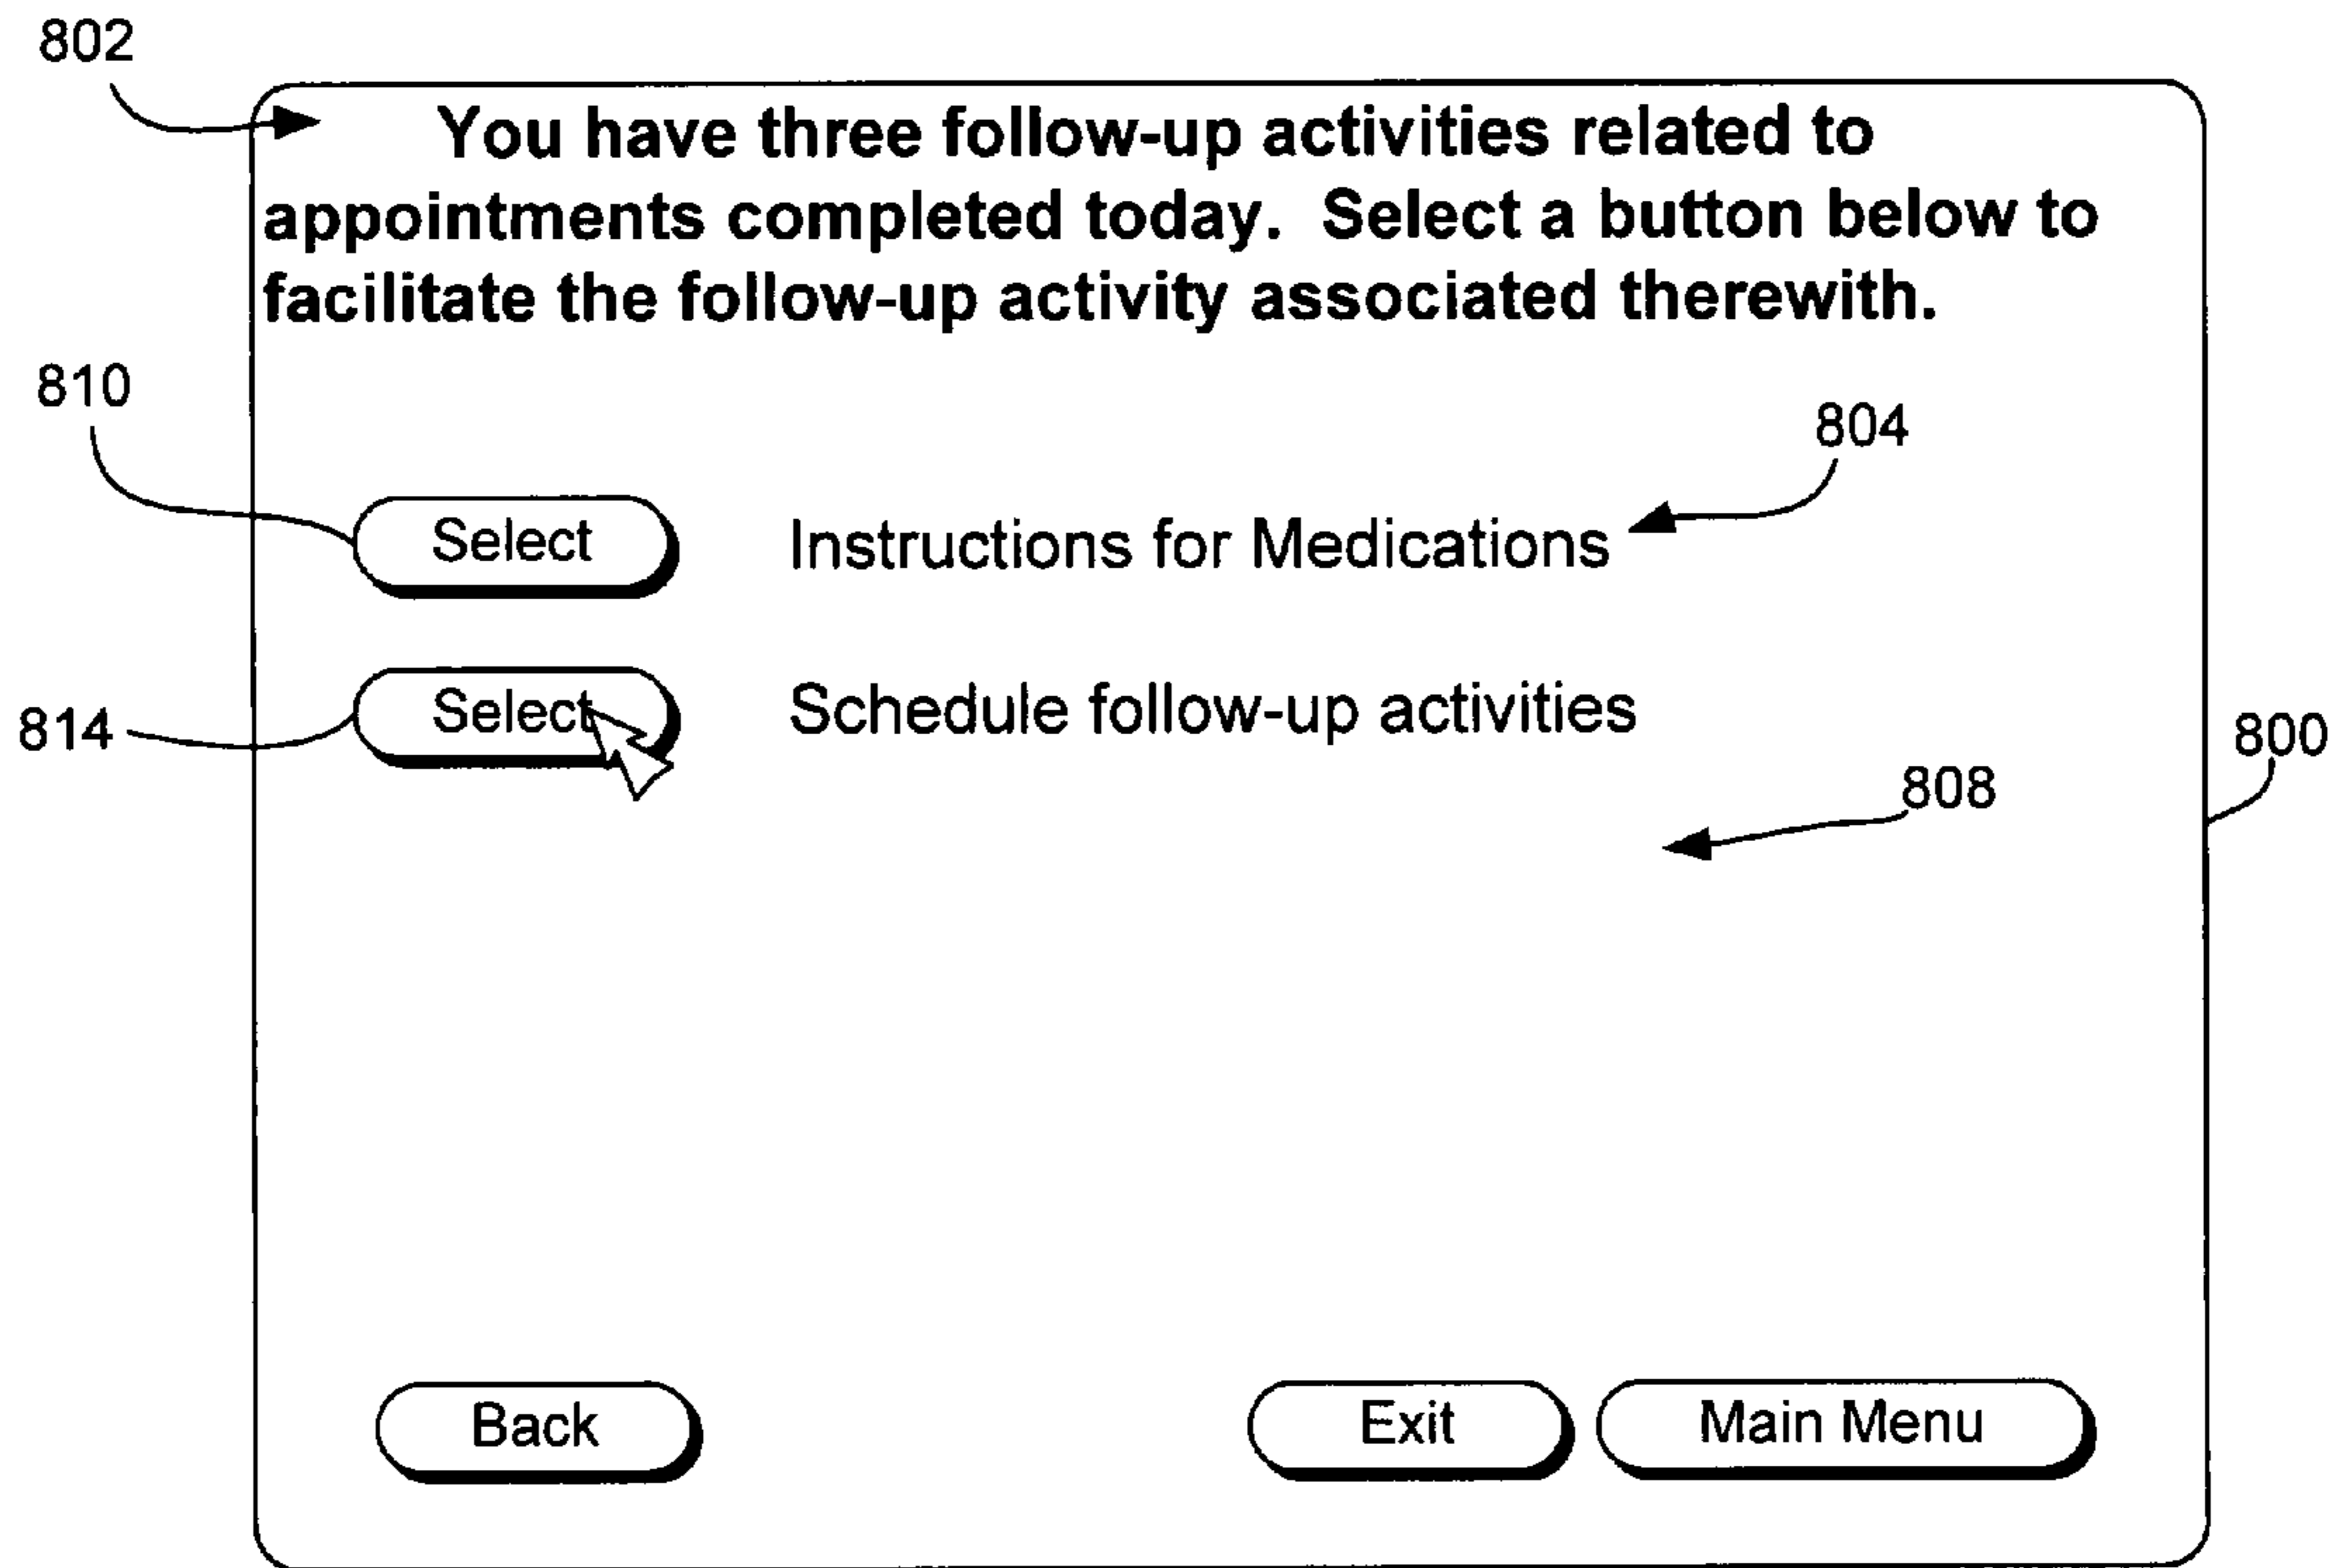 802
You have three follow-up activities related to
appointments completed today. Select a button below to
facilitate the follow-up activity associated therewith.
810
804
Select Instructions for Medications
814 Select Schedule follow-up activities
800
808
Back Exit Main Menu